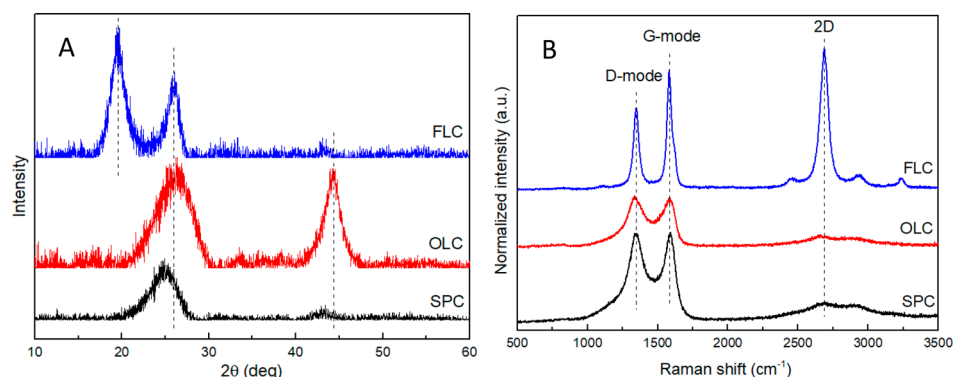 A
FLC
OLC
SPC
Intensity
10 20 30 40 50 60
2θ (deg)
B
2D
G-mode
D-mode
FLC
OLC
SPC
Normalized intensity (a.u.)
500 1000 1500 2000 2500 3000 3500
Raman shift (cm⁻¹)